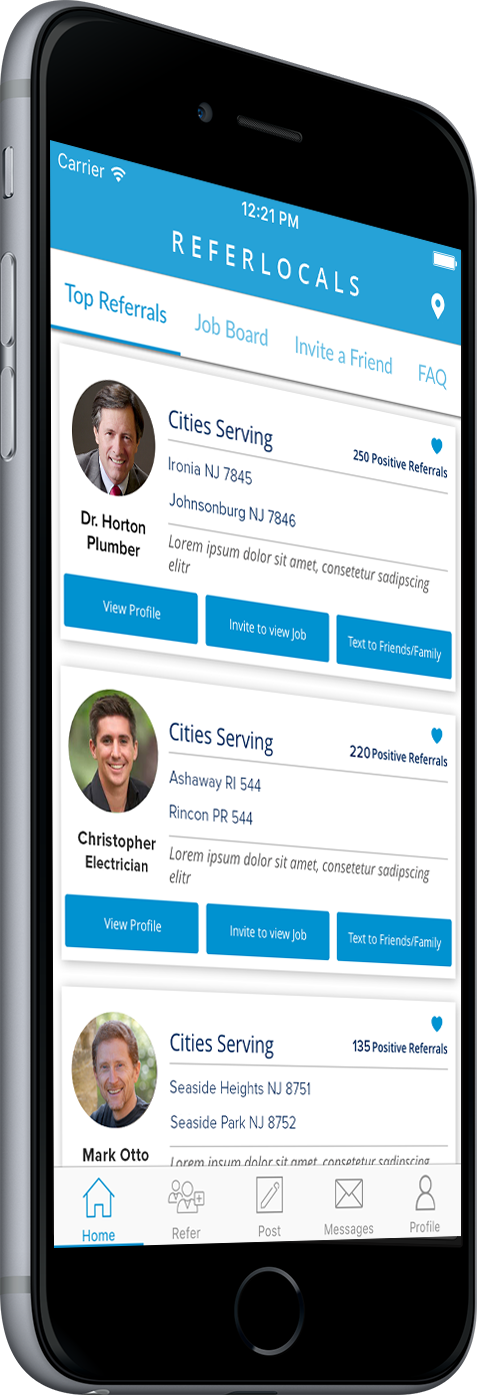 Carrier
12:21 PM
REFERLOCALS
Top Referrals
Job Board
Invite a Friend
FAQ
Cities Serving
250 Positive Referrals
Ironia NJ 7845
Johnsonburg NJ 7846
Dr. Horton
Plumber
Lorem ipsum dolor sit amet, consetetur sadipscing
elitr
View Profile
Invite to view Job
Text to Friends/Family
Cities Serving
220 Positive Referrals
Ashaway RI 544
Rincon PR 544
Christopher
Electrician
Lorem ipsum dolor sit amet, consetetur sadipscing
elitr
View Profile
Invite to view Job
Text to Friends/Family
Cities Serving
135 Positive Referrals
Seaside Heights NJ 8751
Seaside Park NJ 8752
Mark Otto
Lorem ipsum dolor sit amet, consetetur sadipscing
Home
Refer
Post
Messages
Profile